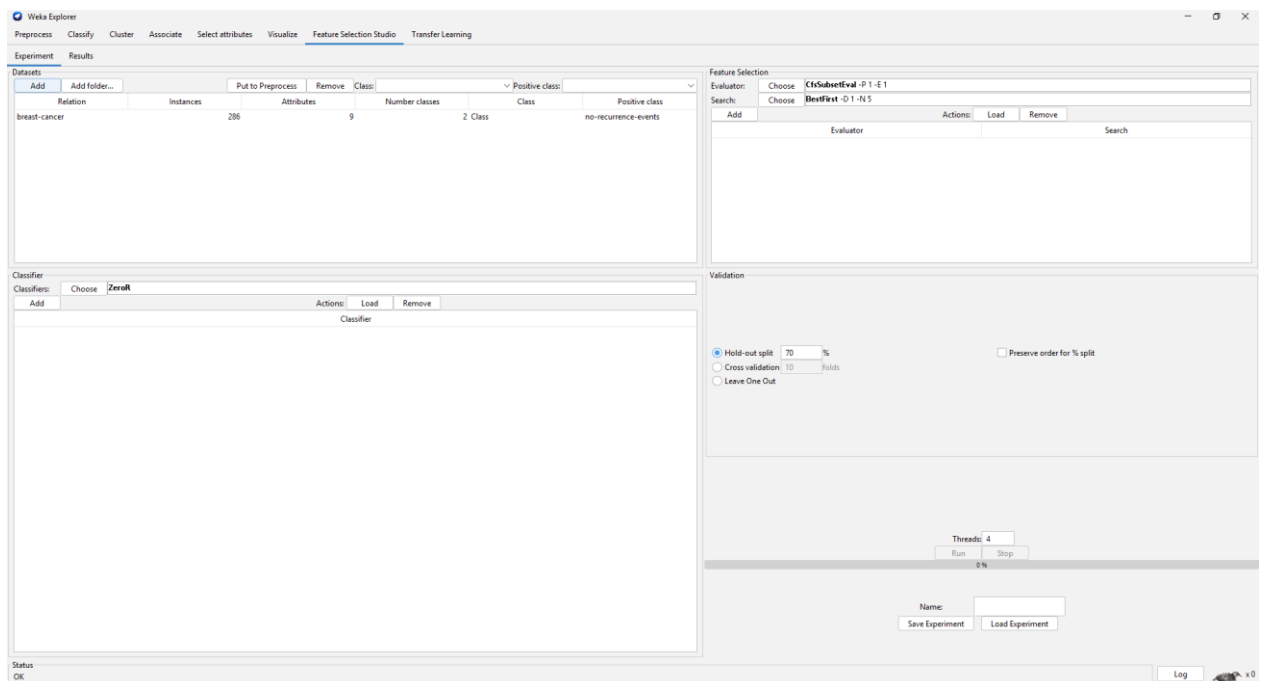 Weka Explorer
Preprocess Classify Cluster Associate Select attributes Visualize Feature Selection Studio Transfer Learning
Experiment Results
Datasets
Add Add folder... Put to Preprocess Remove Class: Positive class:
Relation Instances Attributes Number classes Class Positive class
breast-cancer 286 9 2 Class no-recurrence-events
Feature Selection
Evaluator: Choose CfsSubsetEval -P 1 -E 1
Search: Choose BestFirst -D 1 -N 5
Add Actions: Load Remove
Evaluator Search
Classifier
Classifiers: Choose ZeroR
Add Actions: Load Remove
Classifier
Validation
Hold-out split 70 % Preserve order for % split
Cross validation 10 folds
Leave One Out
Threads: 4
Run Stop
0 %
Name:
Save Experiment Load Experiment
Status
OK
Log x 0